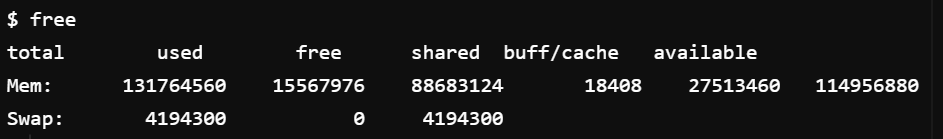 $ free
total        used        free      shared  buff/cache   available
Mem:      131764560    15567976    88683124       18408    27513460   114956880
Swap:       4194300           0     4194300